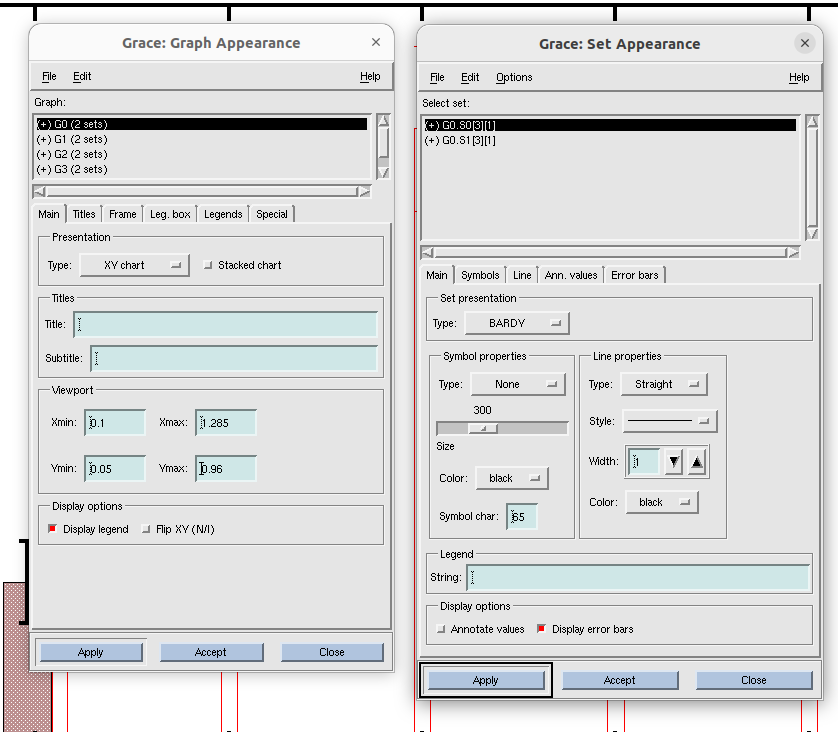 Grace: Graph Appearance
File Edit Help
Graph:
(+) G0 (2 sets)
(+) G1 (2 sets)
(+) G2 (2 sets)
(+) G3 (2 sets)
Main Titles Frame Leg. box Legends Special
Presentation
Type: XY chart Stacked chart
Titles
Title:
Subtitle:
Viewport
Xmin: 0.1 Xmax: 1.285
Ymin: 0.05 Ymax: 0.96
Display options
Display legend Flip XY (N/I)
Apply Accept Close
Grace: Set Appearance
File Edit Options Help
Select set:
(+) G0.S0[3][1]
(+) G0.S1[3][1]
Main Symbols Line Ann. values Error bars
Set presentation
Type: BARDY
Symbol properties
Type: None
300
Size
Color: black
Symbol char: 65
Line properties
Type: Straight
Style:
Width: 1
Color: black
Legend
String:
Display options
Annotate values Display error bars
Apply Accept Close